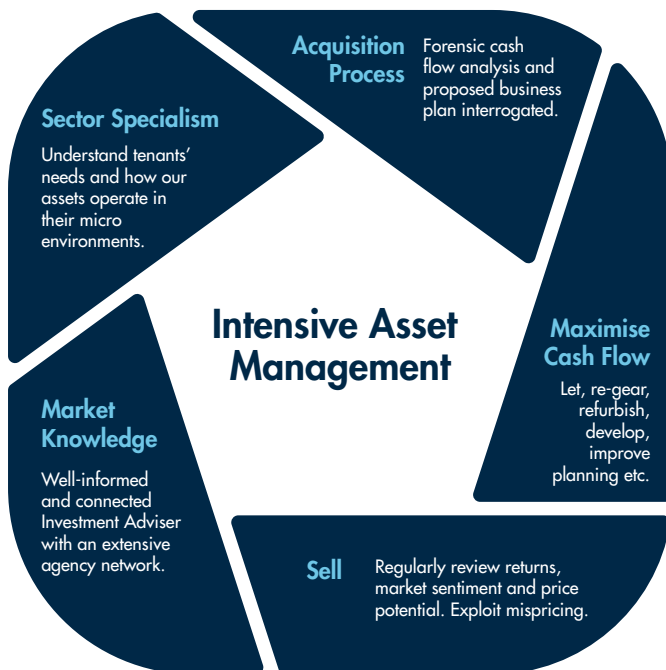 Acquisition
Process
Forensic cash
flow analysis and
proposed business
plan interrogated.
Sector Specialism
Understand tenants’
needs and how our
assets operate in
their micro
environments.
Intensive Asset
Management
Maximise
Cash Flow
Let, re-gear,
refurbish,
develop,
improve
planning etc.
Market
Knowledge
Well-informed
and connected
Investment Adviser
with an extensive
agency network.
Sell
Regularly review returns,
market sentiment and price
potential. Exploit mispricing.